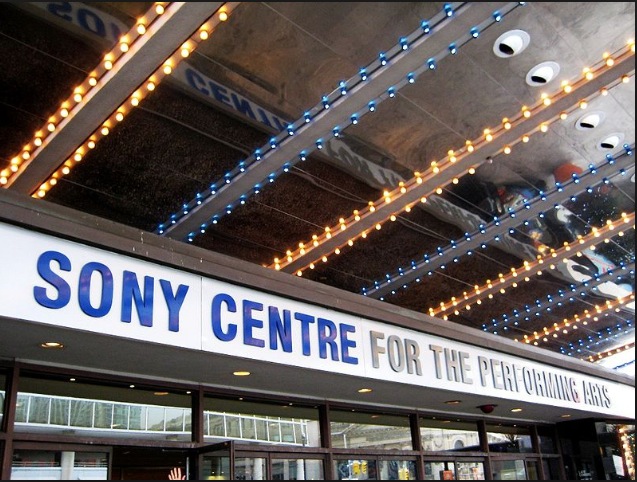 SONY CENTRE FOR THE PERFORMING ARTS